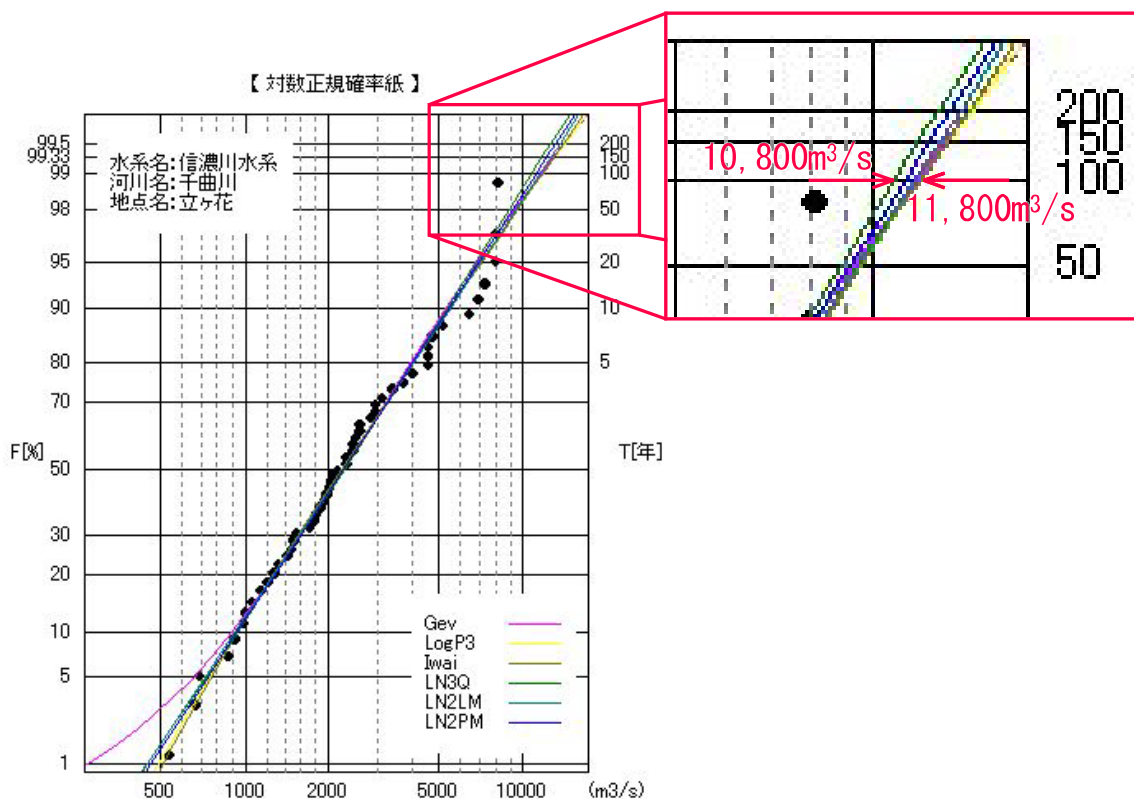 【 対数正規確率紙 】
水系名:信濃川水系
河川名:千曲川
地点名:立ヶ花
F[%]
99.5
99.33
99
98
95
90
80
70
50
30
20
10
5
1
500
1000
2000
5000
10000
(m3/s)
200
150
100
50
20
10
5
T[年]
Gev
LogP3
Iwai
LN3Q
LN2LM
LN2PM
10,800m³/s
11,800m³/s
200
150
100
50